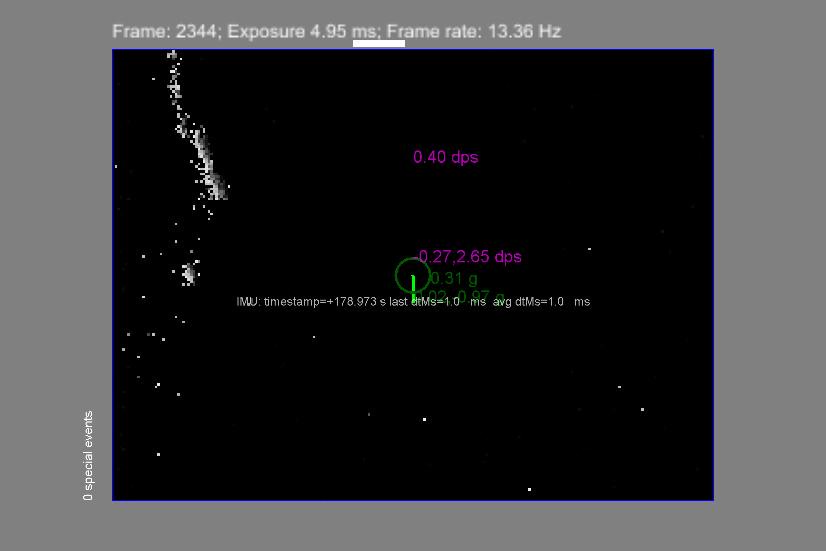 Frame: 2344; Exposure 4.95 ms; Frame rate: 13.36 Hz
0.40 dps
-0.27,2.65 dps
0.31 g
0.97 g
IMU: timestamp=+178.973 s last dtMs=1.0 ms avg dtMs=1.0 ms
0 special events